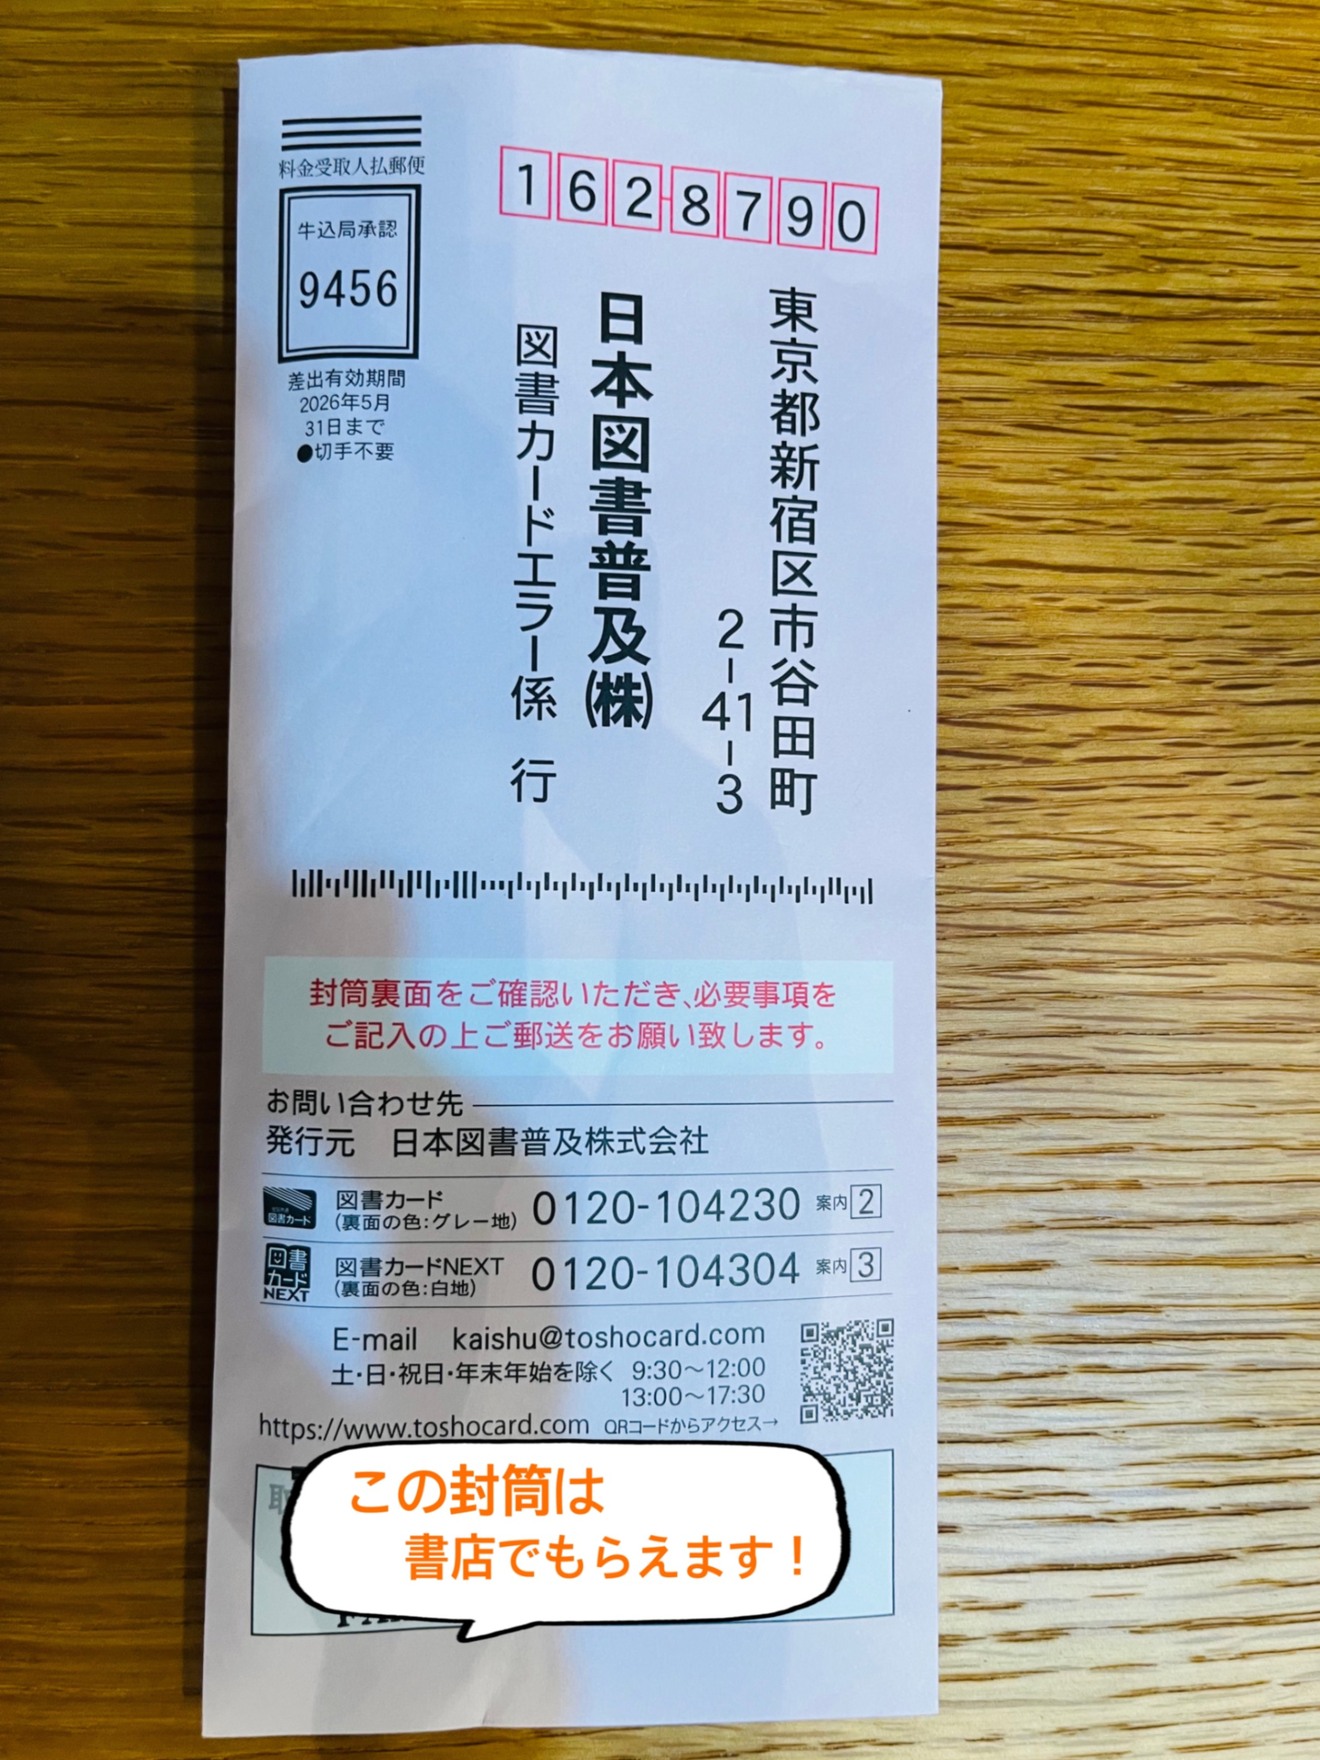 料金受取人払郵便
牛込局承認
9456
差出有効期間
2026年5月
31日まで
●切手不要
1628790
東京都新宿区市谷田町
2-41-3
日本図書普及(株)
図書カードエラー係 行
封筒裏面をご確認いただき、必要事項を
ご記入の上ご郵送をお願い致します。
お問い合わせ先
発行元 日本図書普及株式会社
図書カード
図書カード
(裏面の色:グレー地)
0120-104230 案内2
図書カードNEXT
図書カードNEXT
(裏面の色:白地)
0120-104304 案内3
E-mail kaishu@toshocard.com
土・日・祝日・年末年始を除く 9:30~12:00
13:00~17:30
https://www.toshocard.com QRコードからアクセス→
この封筒は
書店でもらえます!